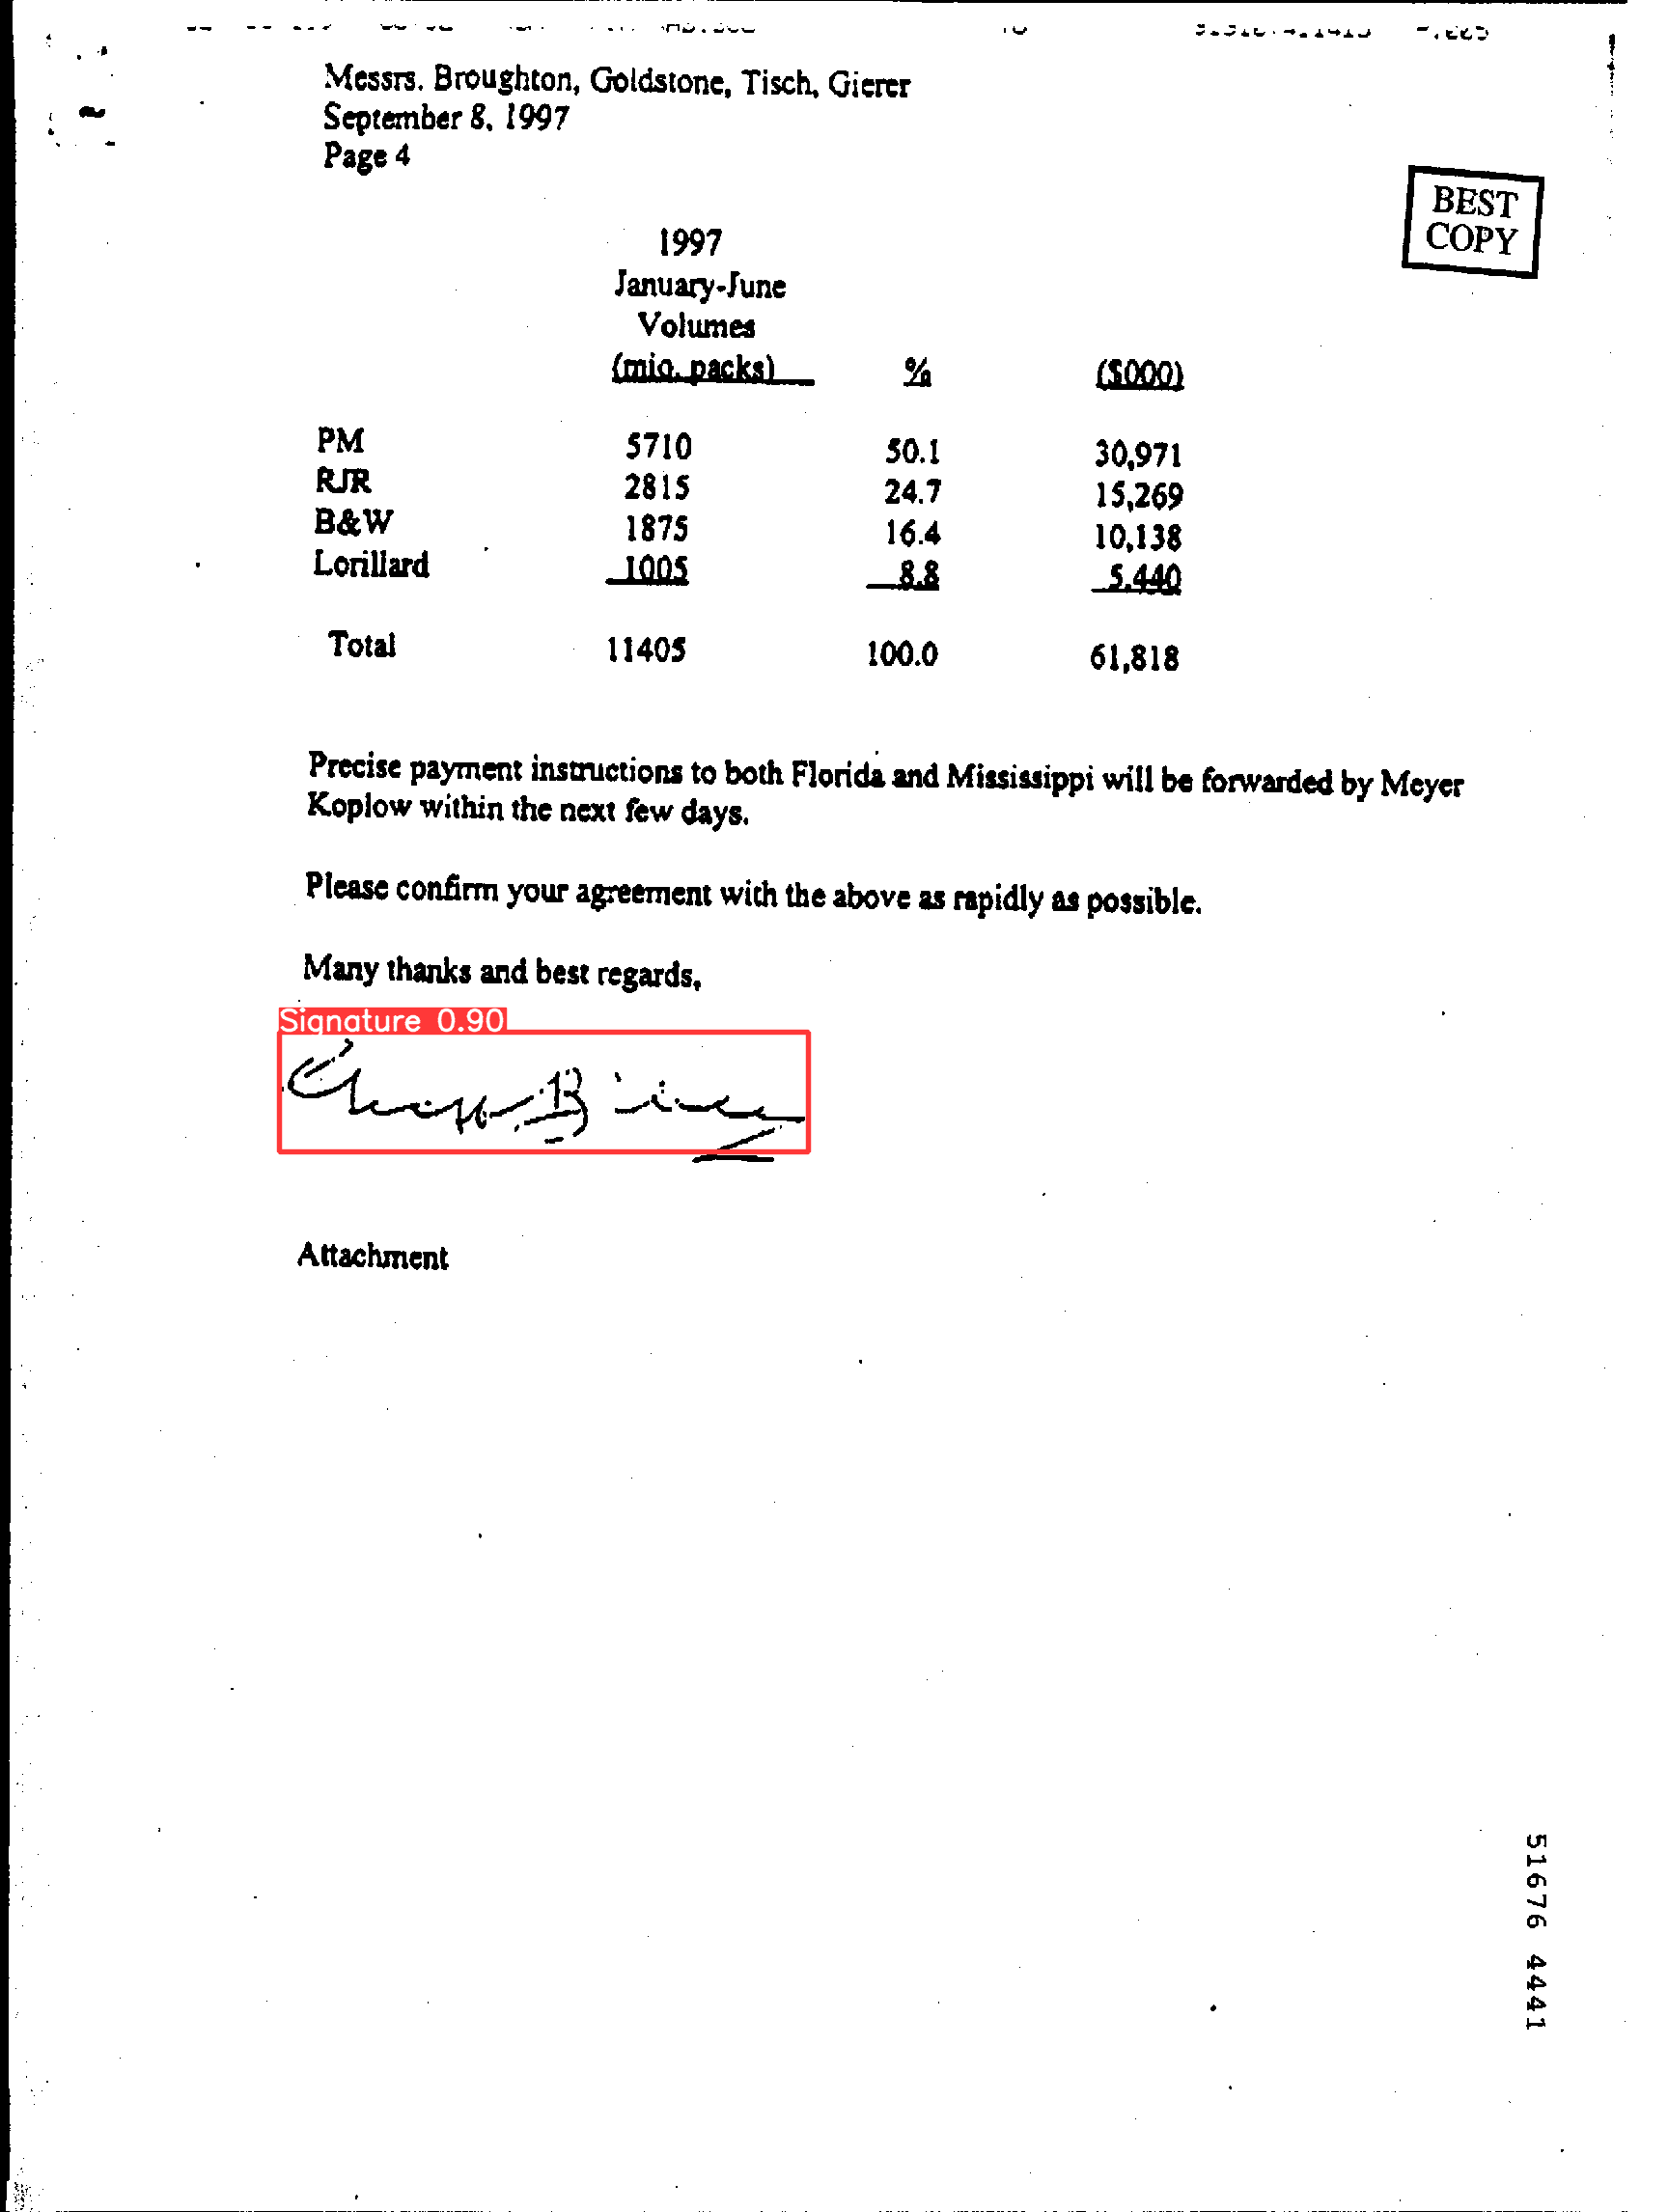 Messrs. Broughton, Goldstone, Tisch, Gierer
September 8, 1997
Page 4
BEST
COPY
1997
January-June
Volumes
(mio. packs) % ($000)
PM 5710 50.1 30,971
RJR 2815 24.7 15,269
B&W 1875 16.4 10,138
Lorillard 1005 8.8 5,440
Total 11405 100.0 61,818
Precise payment instructions to both Florida and Mississippi will be forwarded by Meyer
Koplow within the next few days.
Please confirm your agreement with the above as rapidly as possible.
Many thanks and best regards,
Signature 0.90
Attachment
51676 4441